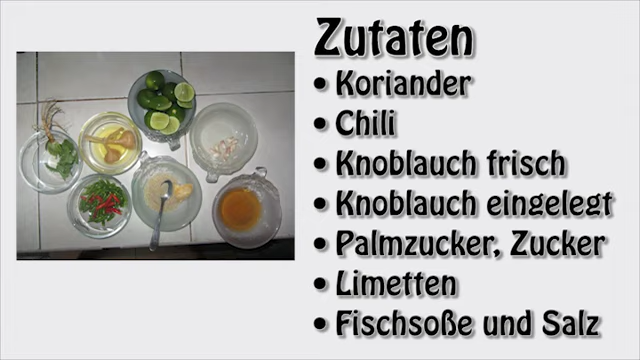 Zutaten
• Koriander
• Chili
• Knoblauch frisch
• Knoblauch eingelegt
• Palmzucker, Zucker
• Limetten
• Fischsoße und Salz